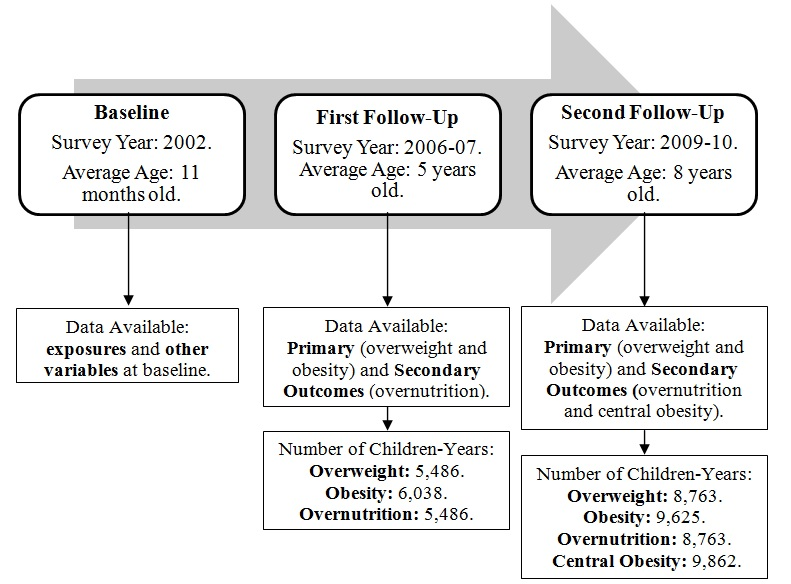 Baseline
Survey Year: 2002.
Average Age: 11
months old.
First Follow-Up
Survey Year: 2006-07.
Average Age: 5 years
old.
Second Follow-Up
Survey Year: 2009-10.
Average Age: 8 years
old.
Data Available:
exposures and other
variables at baseline.
Data Available:
Primary (overweight and
obesity) and Secondary
Outcomes (overnutrition).
Data Available:
Primary (overweight and
obesity) and Secondary
Outcomes (overnutrition
and central obesity).
Number of Children-Years:
Overweight: 5,486.
Obesity: 6,038.
Overnutrition: 5,486.
Number of Children-Years:
Overweight: 8,763.
Obesity: 9,625.
Overnutrition: 8,763.
Central Obesity: 9,862.